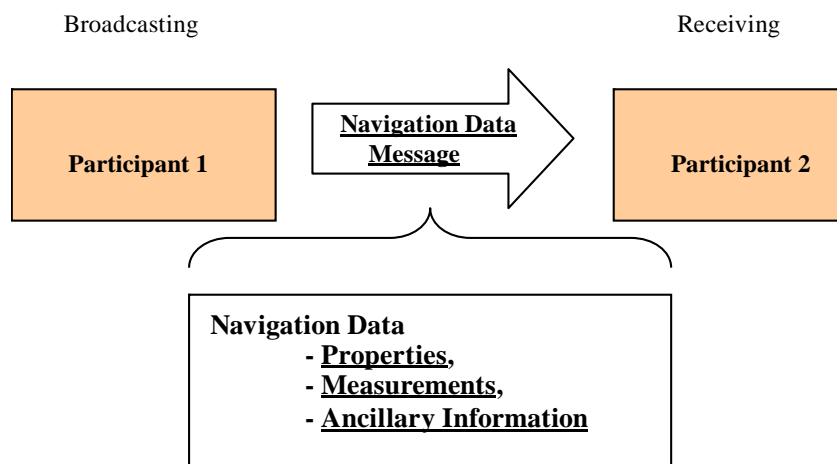 Broadcasting
Receiving
Participant 1
Navigation Data
Message
Participant 2
Navigation Data
- Properties,
- Measurements,
- Ancillary Information